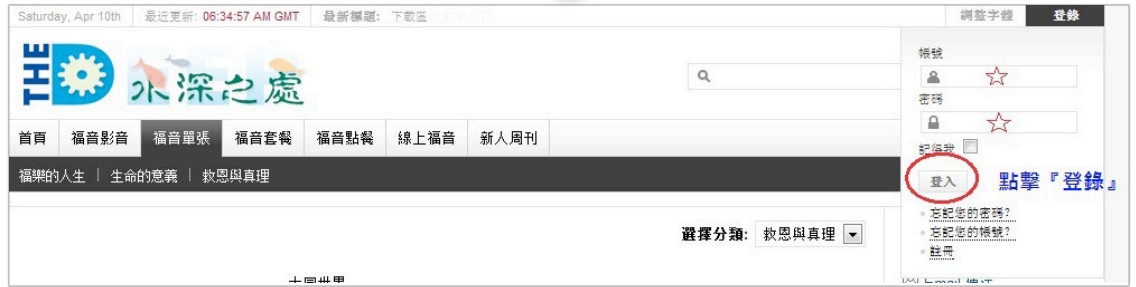 Saturday, Apr 10th 最近更新: 06:34:57 AM GMT 最新標題: 下載區 調整字體 登錄
THE D 水深之處
帳號
密碼
記得我
登入 點擊『登錄』
忘記您的密碼?
忘記您的帳號?
註冊
首頁 福音影音 福音單張 福音套餐 福音點餐 線上福音 新人周刊
福樂的人生 | 生命的意義 | 救恩與真理
選擇分類: 救恩與真理